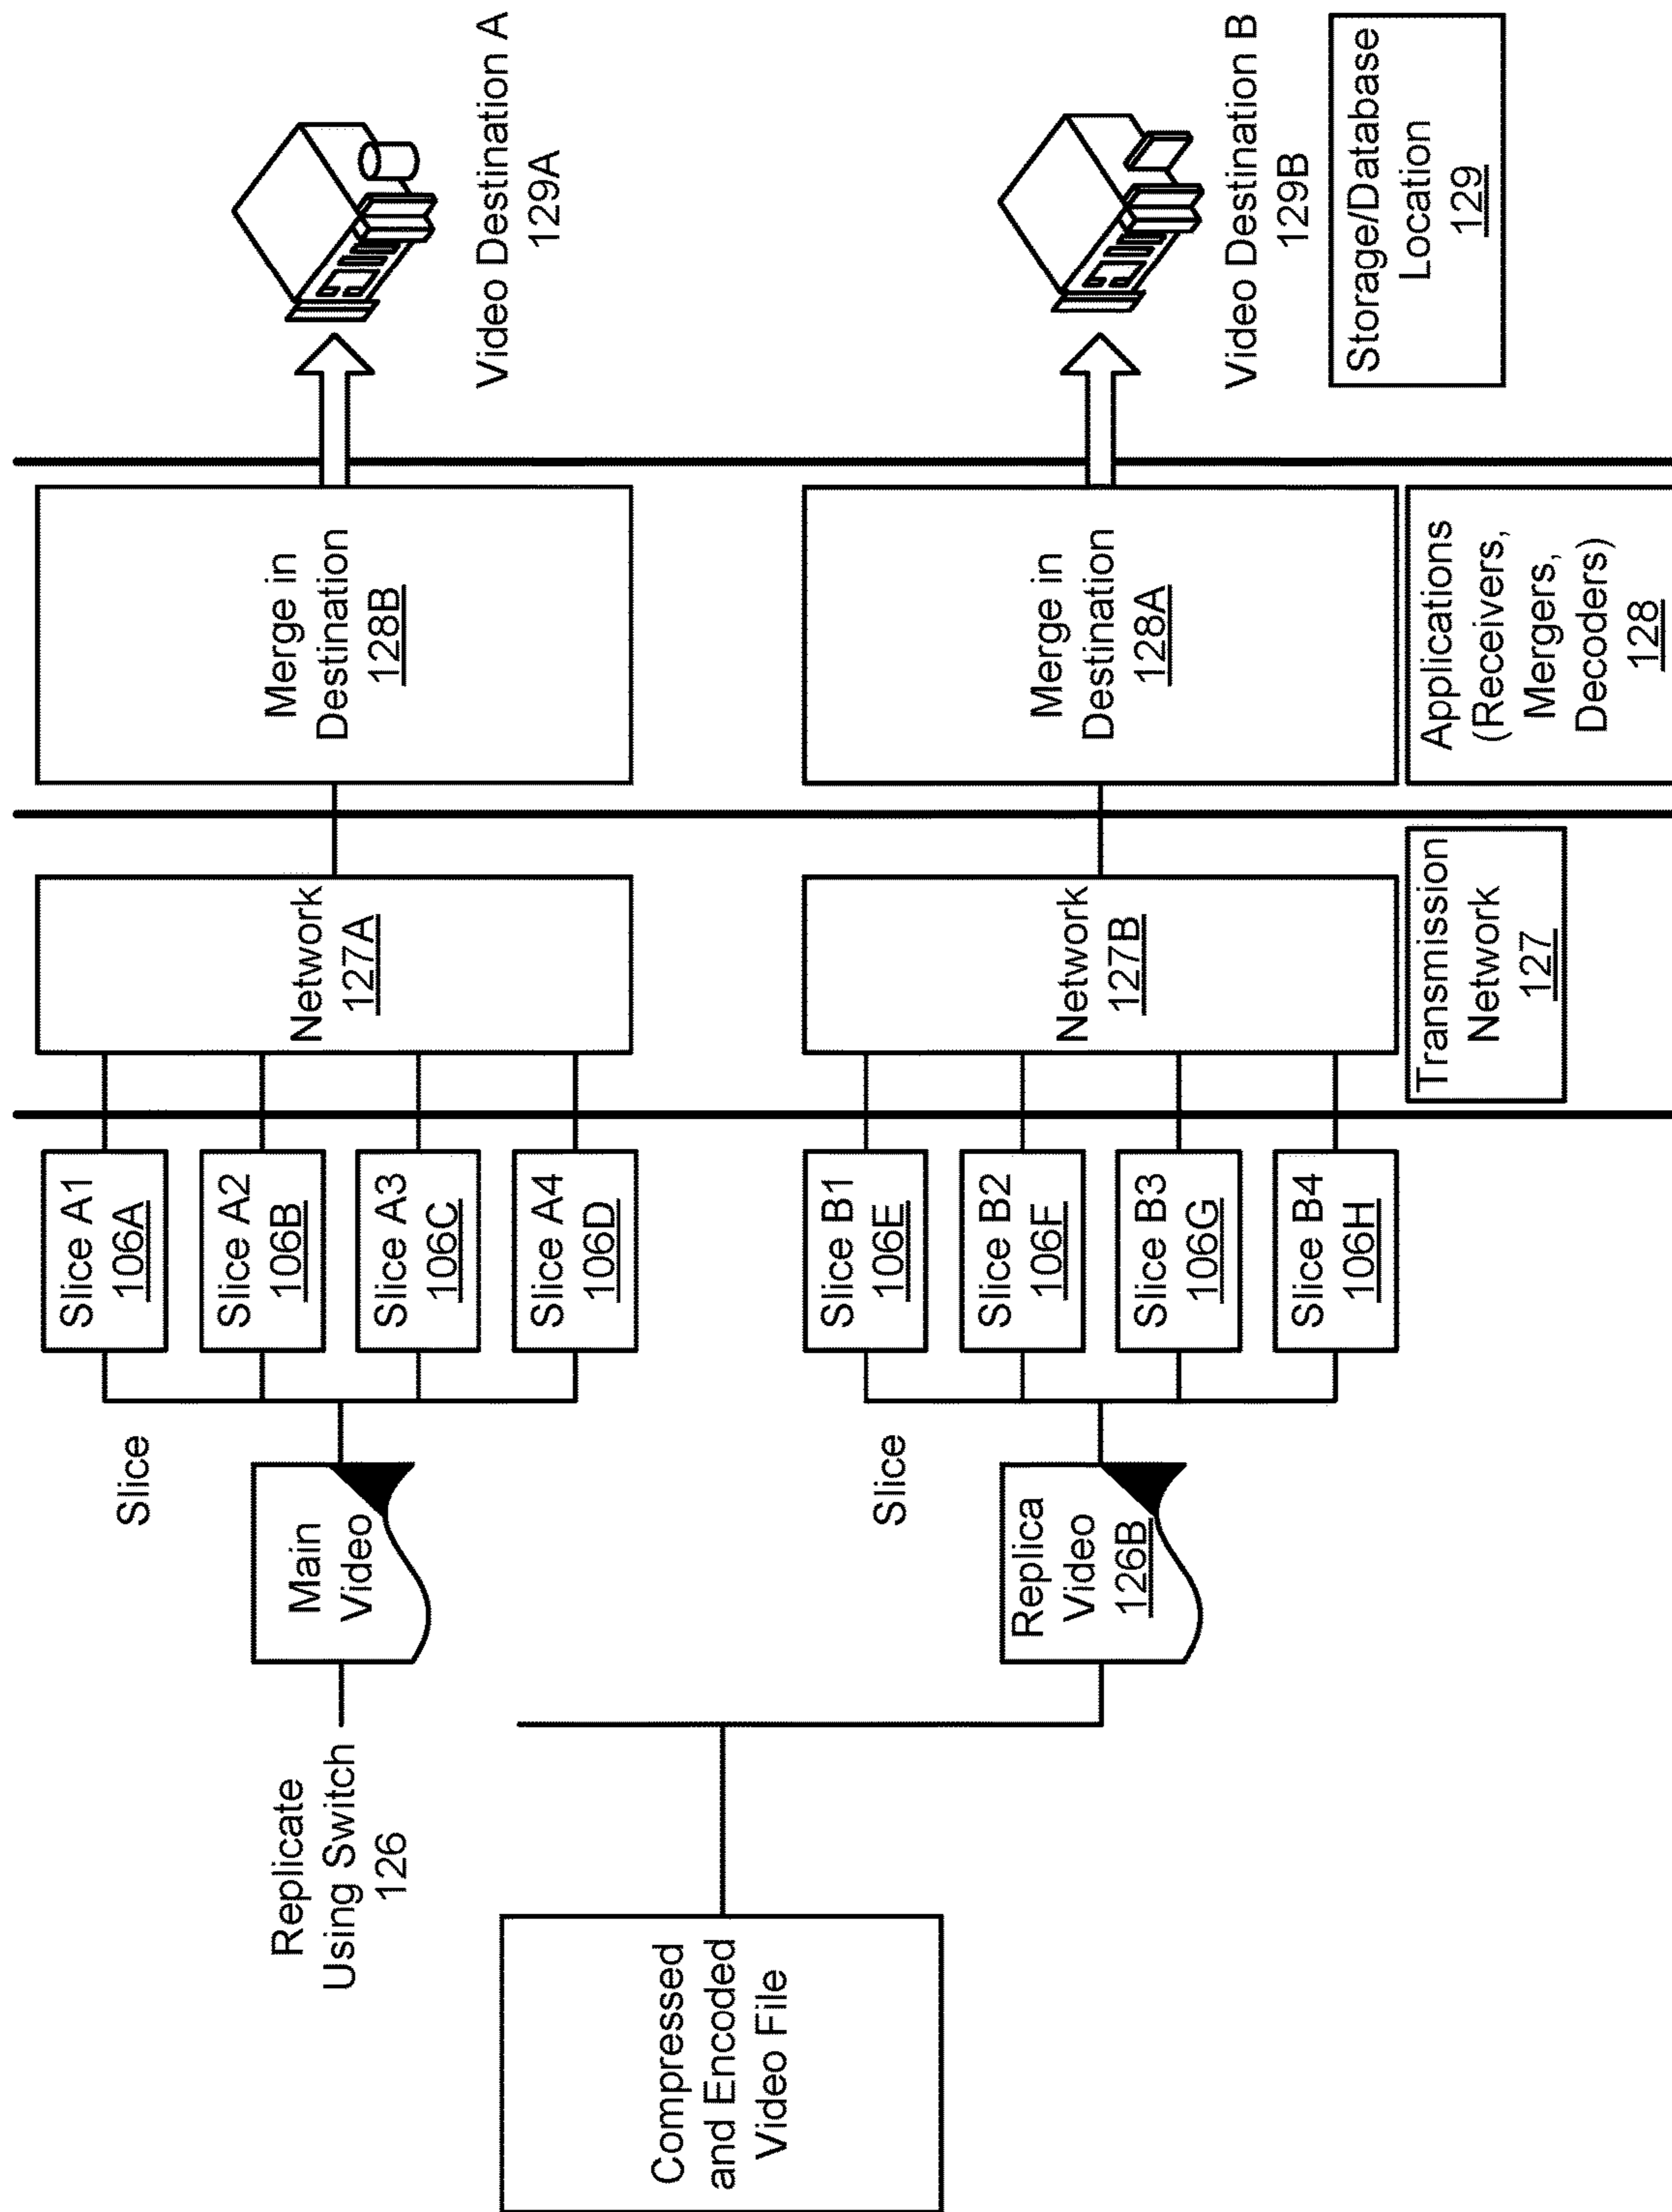 Compressed
and Encoded
Video File
Replicate
Using Switch
126
Main
Video
Replica
Video
126B
Slice
Slice
Slice A1
106A
Slice A2
106B
Slice A3
106C
Slice A4
106D
Slice B1
106E
Slice B2
106F
Slice B3
106G
Slice B4
106H
Network
127A
Network
127B
Transmission
Network
127
Merge in
Destination
128B
Merge in
Destination
128A
Applications
(Receivers,
Mergers,
Decoders)
128
Video Destination A
129A
Video Destination B
129B
Storage/Database
Location
129